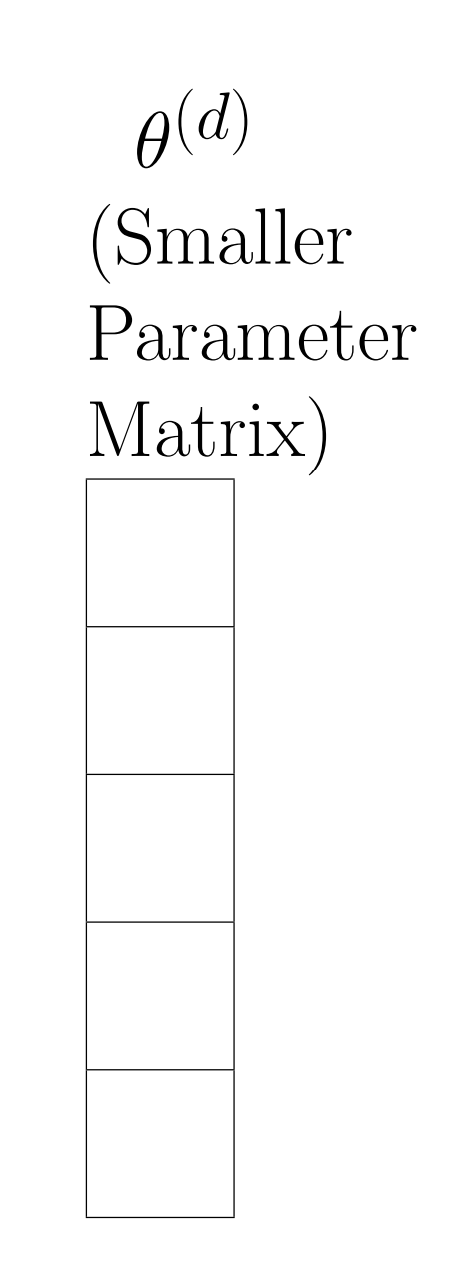 θ^(d)
(Smaller
Parameter
Matrix)